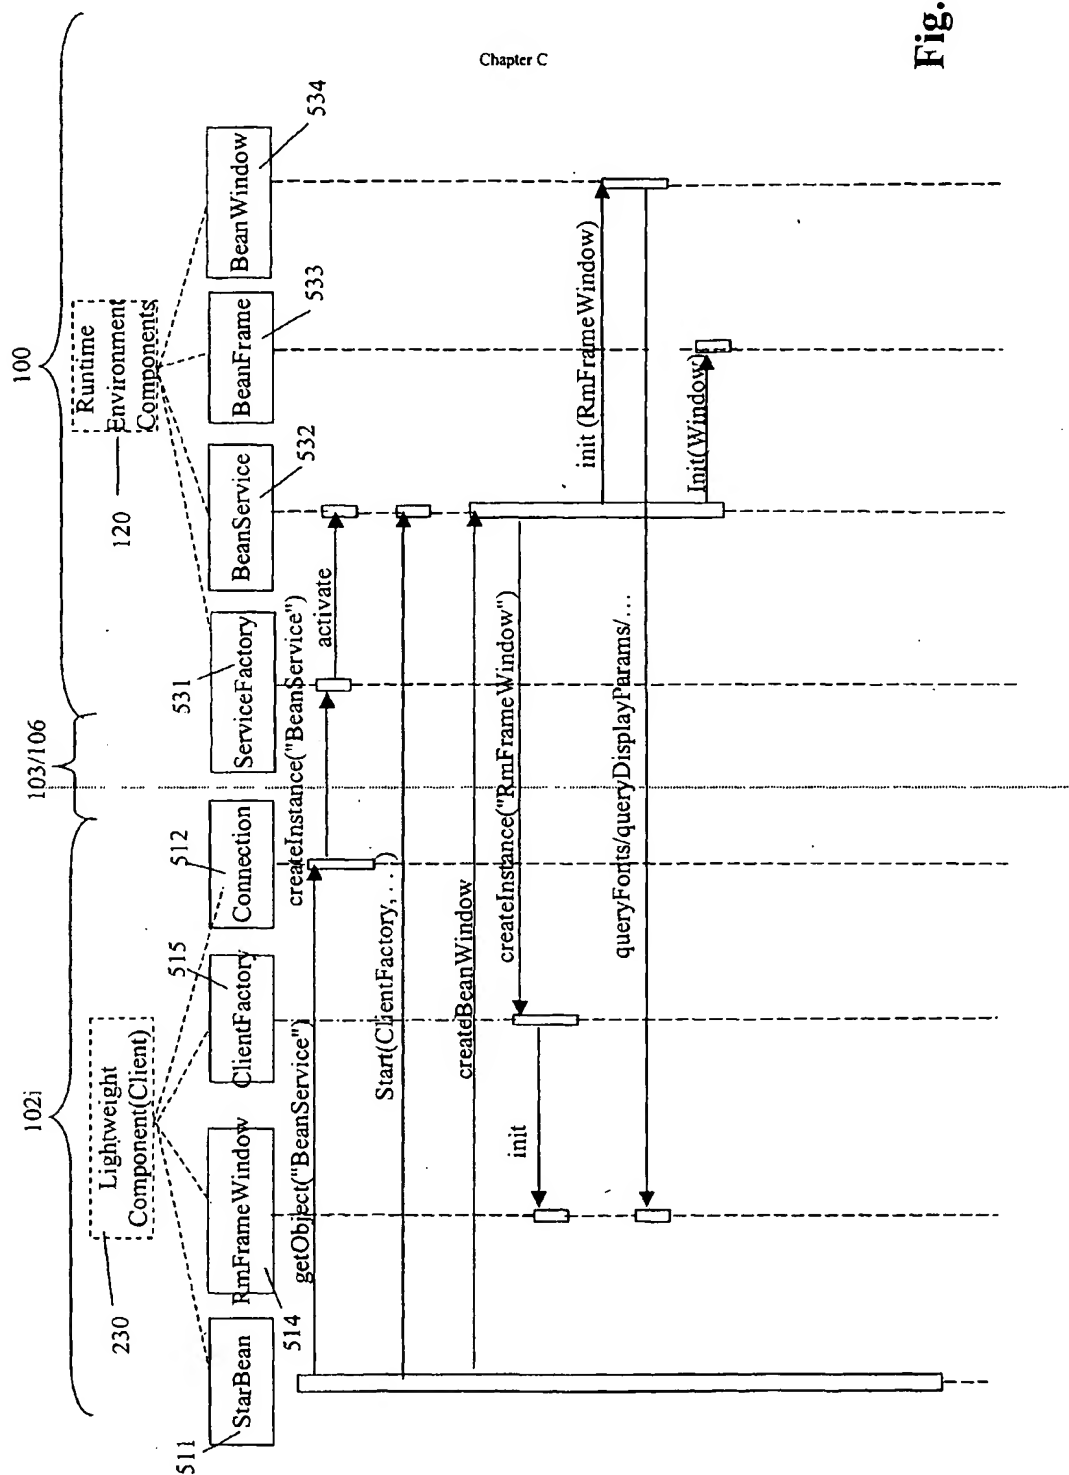 Chapter C
Fig.
102i
103/106
100
Lightweight
Component(Client)
230
Runtime
Environment
Components
120
StarBean
511
RmFrameWindow
514
ClientFactory
515
Connection
512
ServiceFactory
531
BeanService
532
BeanFrame
533
BeanWindow
534
getObject("BeanService")
createInstance("BeanService")
activate
Start(ClientFactory,...)
createBeanWindow
createInstance("RmFrameWindow")
init
init (RmFrameWindow)
queryFonts/queryDisplayParams/...
Init(Window)